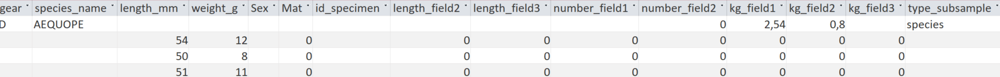 gear species_name length_mm weight_g Sex Mat id_specimen length_field2 length_field3 number_field1 number_field2 kg_field1 kg_field2 kg_field3 type_subsample
D AEQUOPE 0 2,54 0,8 species
54 12 0 0 0 0 0 0 0 0
50 8 0 0 0 0 0 0 0 0
51 11 0 0 0 0 0 0 0 0